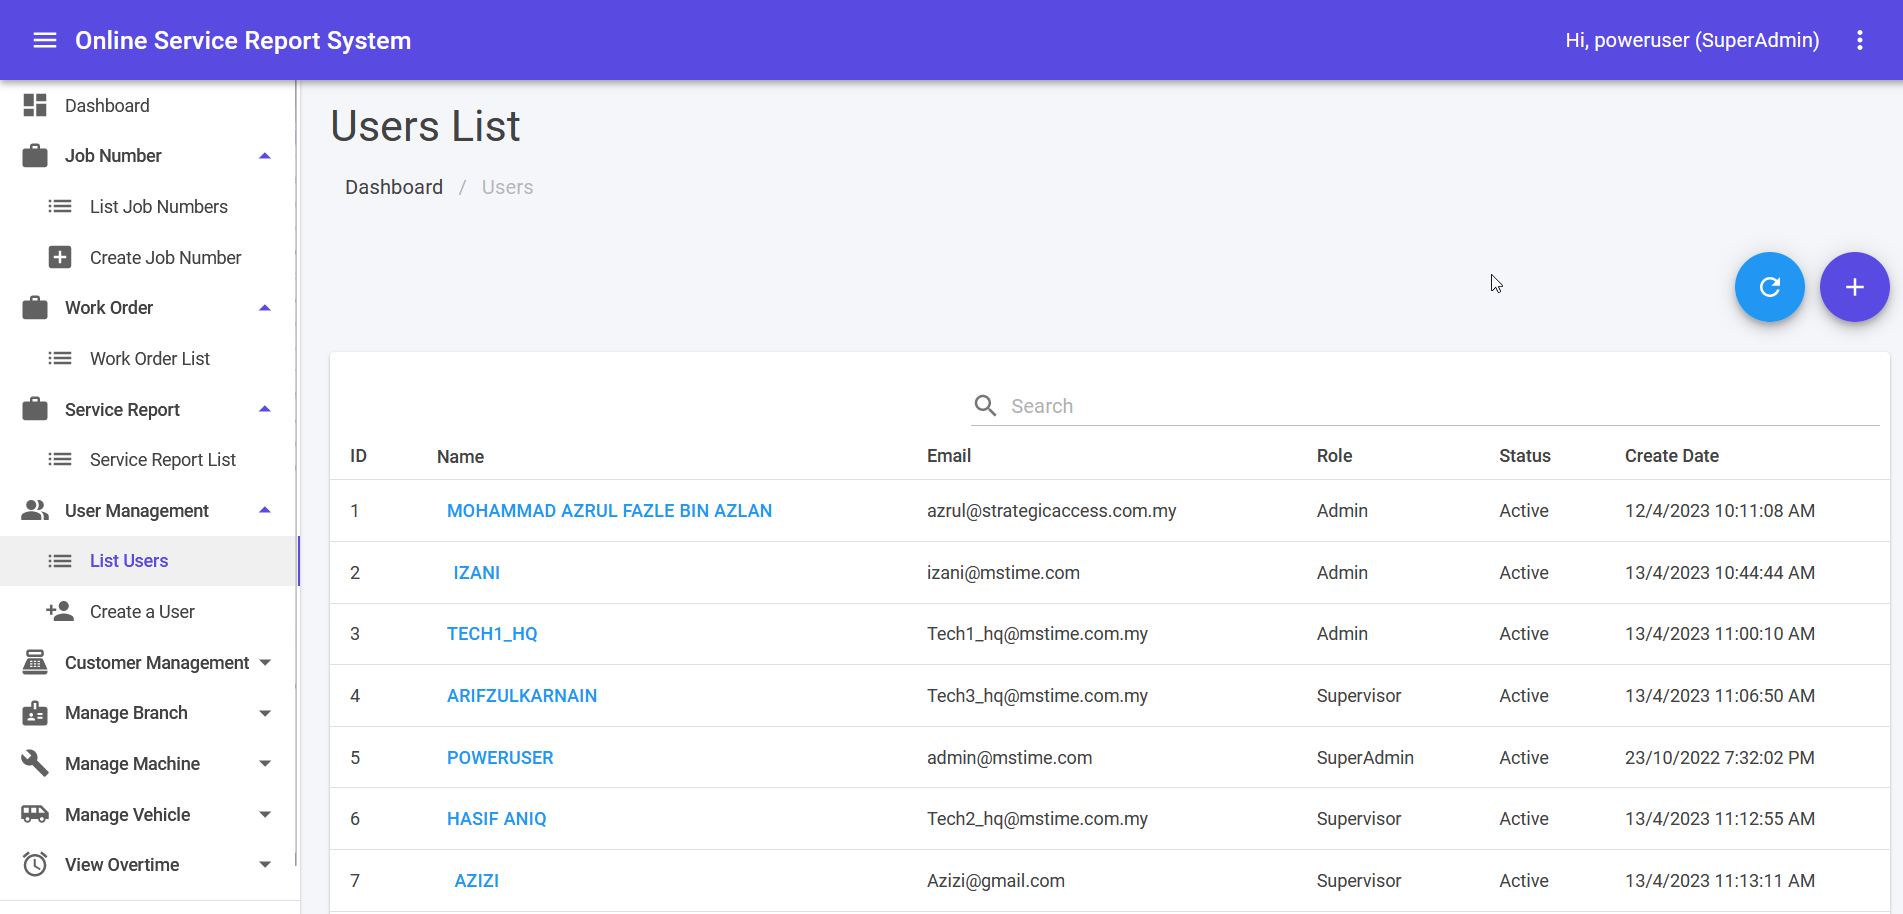 Online Service Report System
Hi, poweruser (SuperAdmin)
Dashboard
Job Number
List Job Numbers
Create Job Number
Work Order
Work Order List
Service Report
Service Report List
User Management
List Users
Create a User
Customer Management
Manage Branch
Manage Machine
Manage Vehicle
View Overtime
Users List
Dashboard / Users
Search
ID Name Email Role Status Create Date
1 MOHAMMAD AZRUL FAZLE BIN AZLAN azrul@strategicaccess.com.my Admin Active 12/4/2023 10:11:08 AM
2 IZANI izani@mstime.com Admin Active 13/4/2023 10:44:44 AM
3 TECH1_HQ Tech1_hq@mstime.com.my Admin Active 13/4/2023 11:00:10 AM
4 ARIFZULKARNAIN Tech3_hq@mstime.com.my Supervisor Active 13/4/2023 11:06:50 AM
5 POWERUSER admin@mstime.com SuperAdmin Active 23/10/2022 7:32:02 PM
6 HASIF ANIQ Tech2_hq@mstime.com.my Supervisor Active 13/4/2023 11:12:55 AM
7 AZIZI Azizi@gmail.com Supervisor Active 13/4/2023 11:13:11 AM